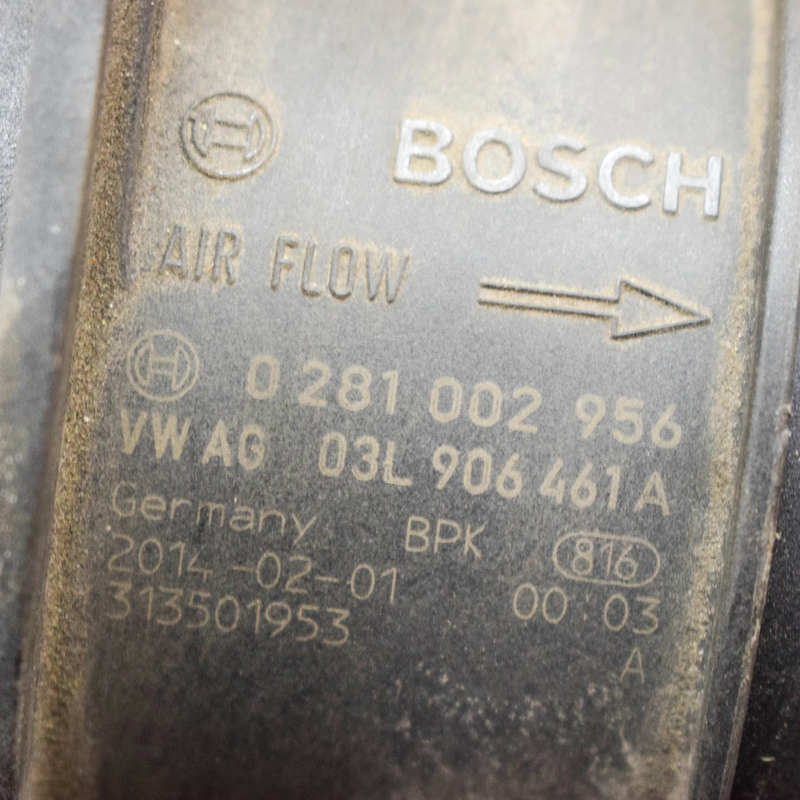 BOSCH
AIR FLOW
0 281 002 956
VW AG 03L 906 461 A
Germany BPK 816
2014-02-01 00 03
313501953 A